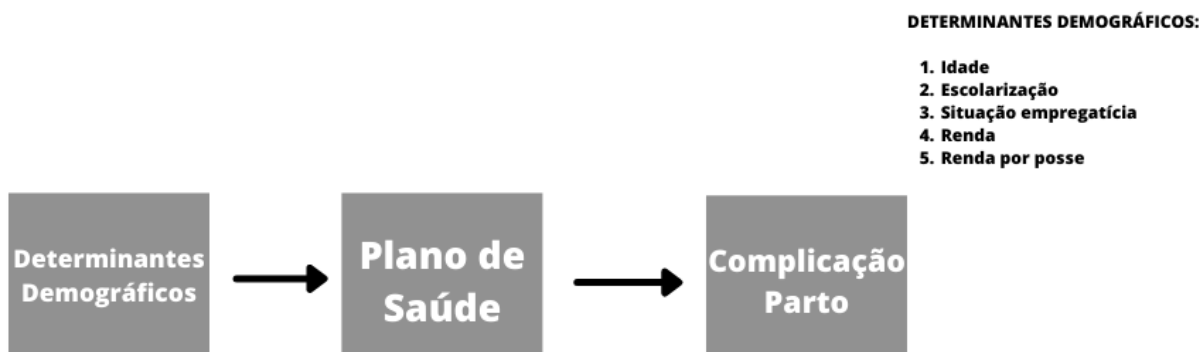 DETERMINANTES DEMOGRÁFICOS:
1. Idade
2. Escolarização
3. Situação empregatícia
4. Renda
5. Renda por posse
Determinantes
Demográficos
Plano de
Saúde
Complicação
Parto